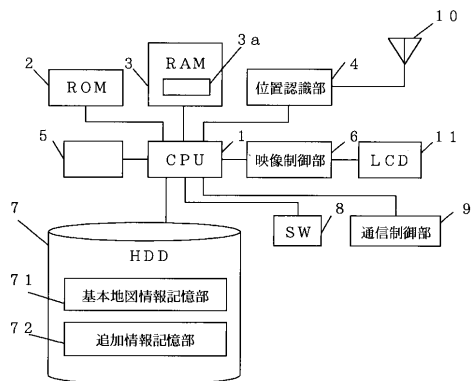 10
3a
2
3
RAM
4
ROM
位置認識部
5
1
6
11
CPU
映像制御部
LCD
7
8
9
HDD
SW
通信制御部
71
基本地図情報記憶部
72
追加情報記憶部